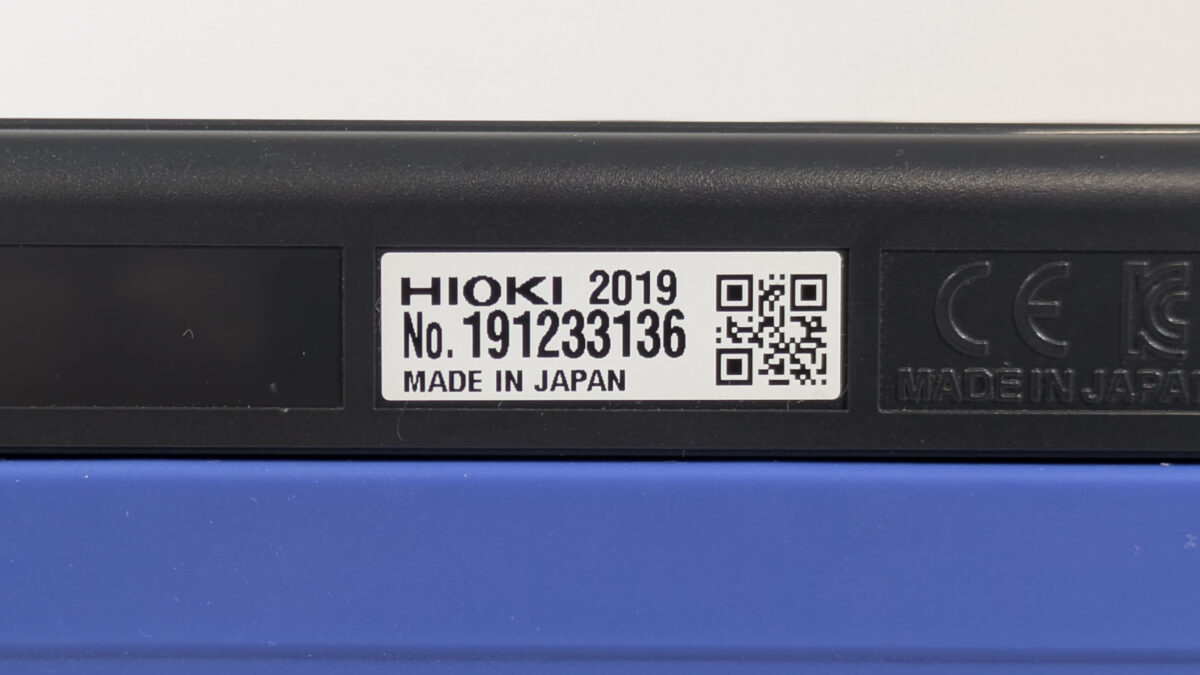 HIOKI 2019
No. 191233136
MADE IN JAPAN
CE
MADE IN JAPAN